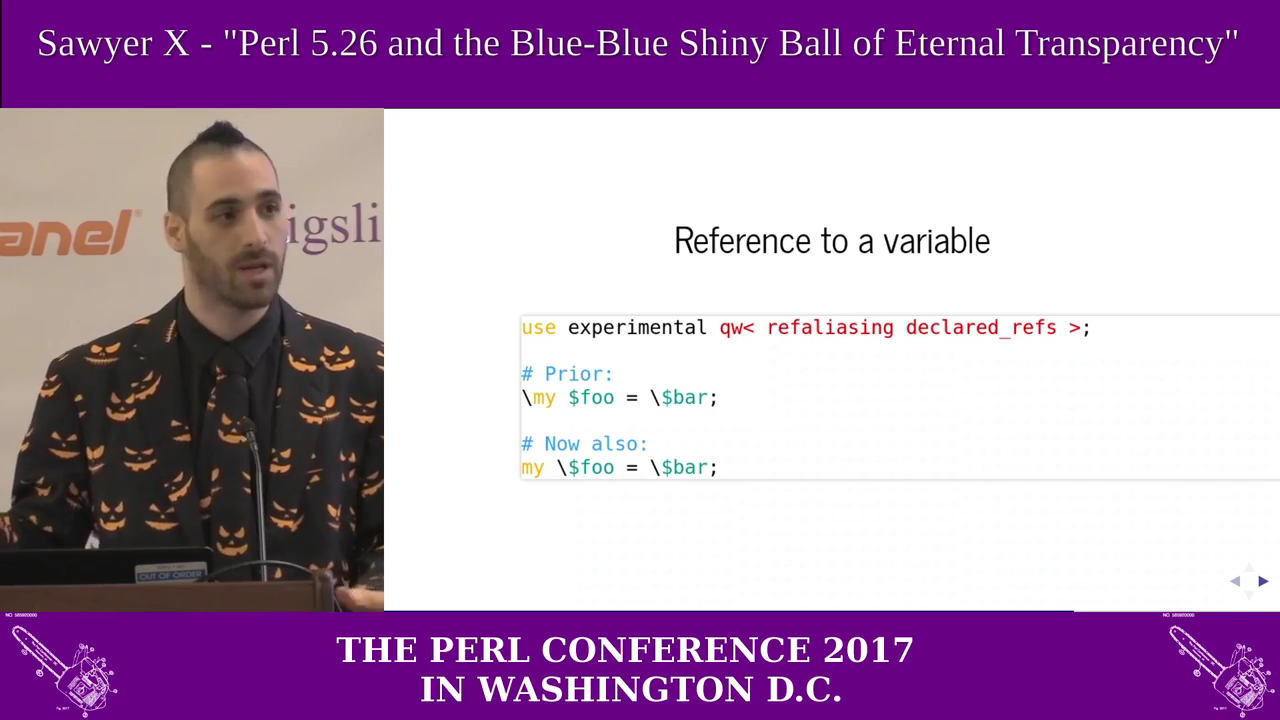 Sawyer X - "Perl 5.26 and the Blue-Blue Shiny Ball of Eternal Transparency"
anel®
igsli
Reference to a variable
use experimental qw< refaliasing declared_refs >;
# Prior:
\my $foo = \$bar;
# Now also:
my \$foo = \$bar;
OUT OF ORDER
THE PERL CONFERENCE 2017
IN WASHINGTON D.C.